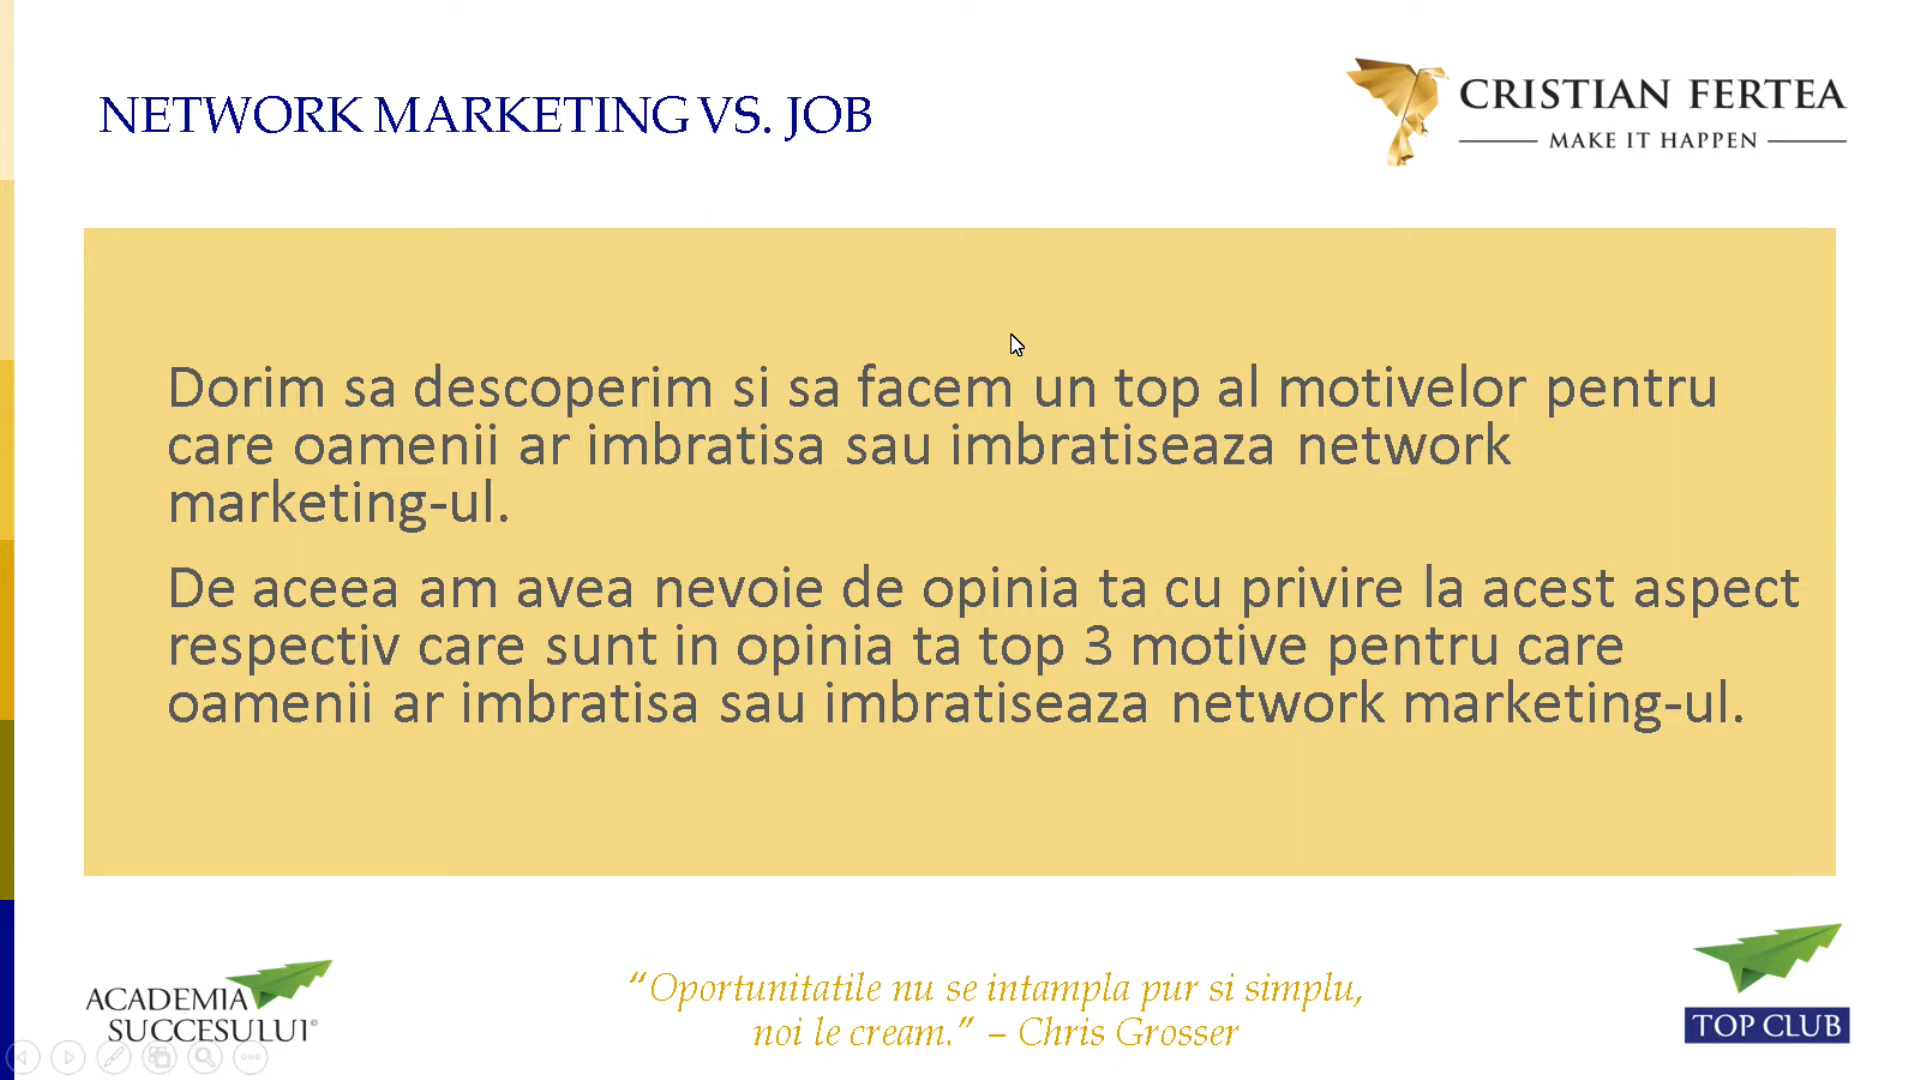 NETWORK MARKETING VS. JOB
CRISTIAN FERTEA
MAKE IT HAPPEN
Dorim sa descoperim si sa facem un top al motivelor pentru
care oamenii ar imbratisa sau imbratiseaza network
marketing-ul.
De aceea am avea nevoie de opinia ta cu privire la acest aspect
respectiv care sunt in opinia ta top 3 motive pentru care
oamenii ar imbratisa sau imbratiseaza network marketing-ul.
ACADEMIA
SUCCESULUI©
“Oportunitatile nu se intampla pur si simplu,
noi le cream.” – Chris Grosser
TOP CLUB